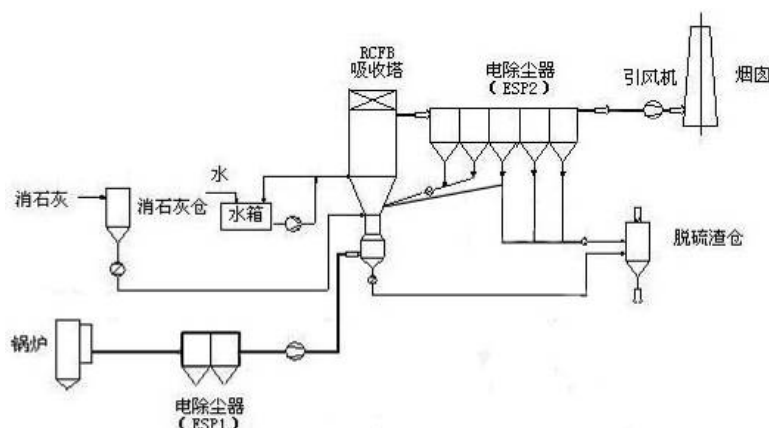 RCFB
吸收塔
电除尘器
(ESP2)
引风机
烟囱
水
消石灰
消石灰仓
水箱
脱硫渣仓
锅炉
电除尘器
(ESP1)